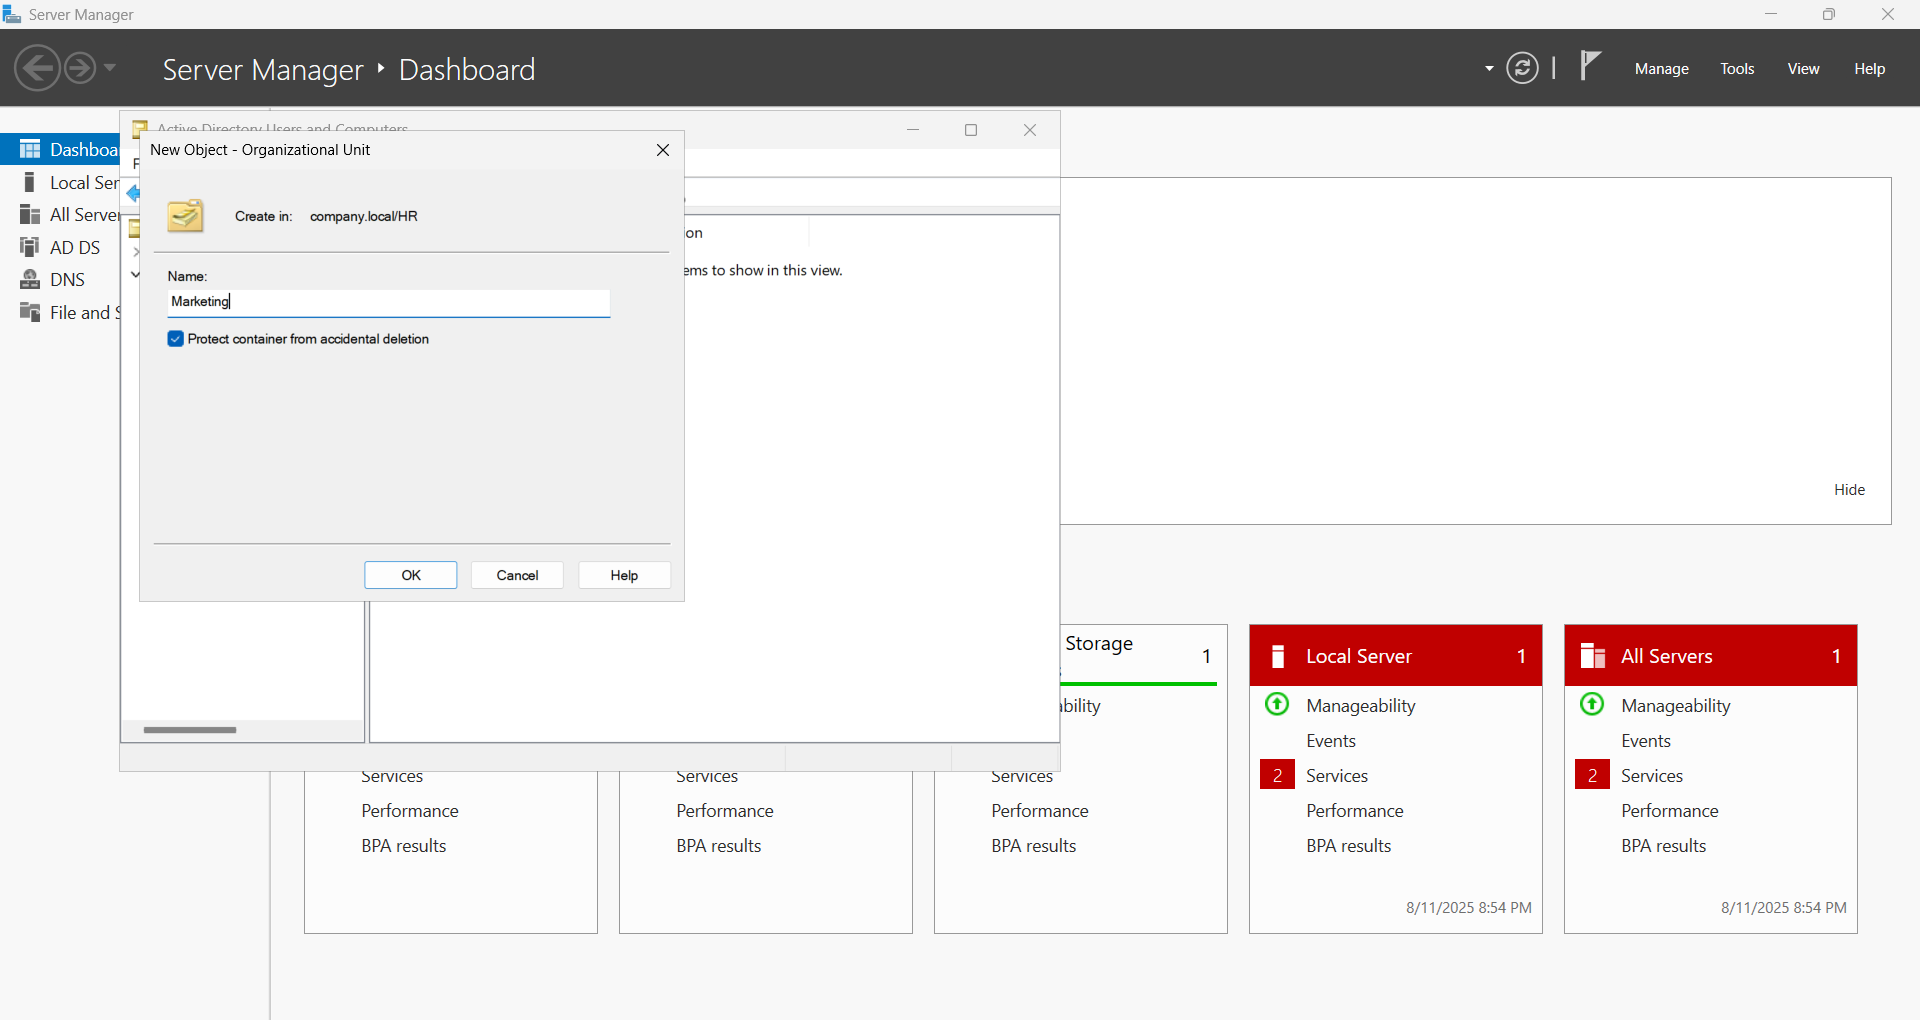 Server Manager
Server Manager ‣ Dashboard
Manage Tools View Help
Active Directory Users and Computers
Dashboa
New Object - Organizational Unit
F
Local Ser
All Server
Create in: company.local/HR
ion
AD DS
ems to show in this view.
Name:
DNS
Marketing
File and S
Protect container from accidental deletion
Hide
OK Cancel Help
Storage 1
Local Server 1
All Servers 1
ability
Manageability
Manageability
Events
Events
Services
Services
Services
2 Services
2 Services
Performance
Performance
Performance
Performance
Performance
BPA results
BPA results
BPA results
BPA results
BPA results
8/11/2025 8:54 PM
8/11/2025 8:54 PM